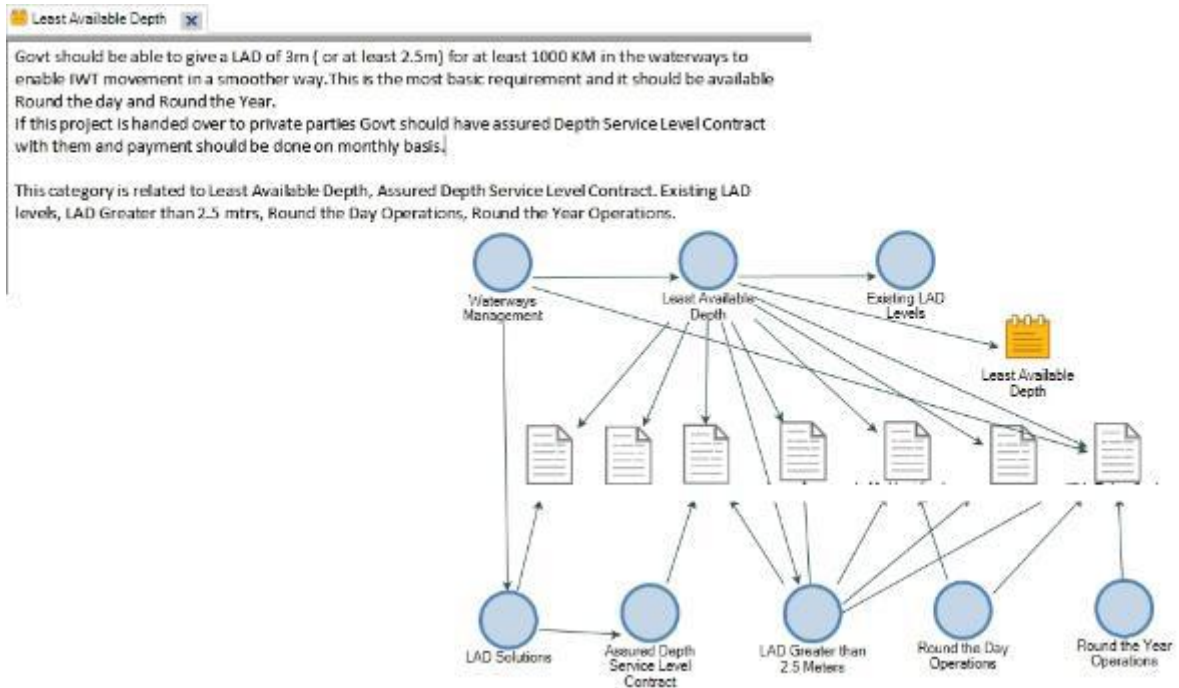 Least Available Depth
Govt should be able to give a LAD of 3m ( or at least 2.5m) for at least 1000 KM in the waterways to
enable IWT movement in a smoother way.This is the most basic requirement and it should be available
Round the day and Round the Year.
If this project is handed over to private parties Govt should have assured Depth Service Level Contract
with them and payment should be done on monthly basis.
This category is related to Least Available Depth, Assured Depth Service Level Contract. Existing LAD
levels, LAD Greater than 2.5 mtrs, Round the Day Operations, Round the Year Operations.
Waterways
Management
Least Available
Depth
Existing LAD
Levels
Least Available
Depth
LAD Solutions
Assured Depth
Service Level
Contract
LAD Greater than
2.5 Meters
Round the Day
Operations
Round the Year
Operations